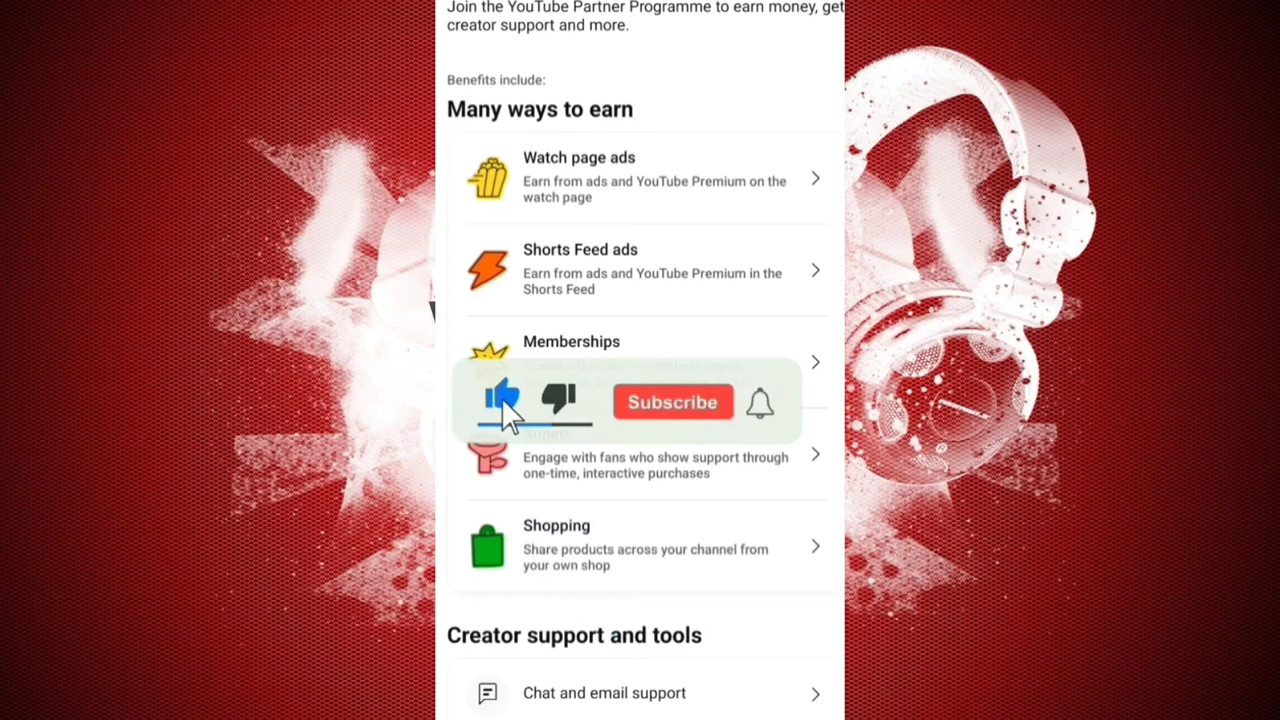 Join the YouTube Partner Programme to earn money, get
creator support and more.
Benefits include:
Many ways to earn
Watch page ads
Earn from ads and YouTube Premium on the
watch page
Shorts Feed ads
Earn from ads and YouTube Premium in the
Shorts Feed
Memberships
Subscribe
Engage with fans who show support through
one-time, interactive purchases
Shopping
Share products across your channel from
your own shop
Creator support and tools
Chat and email support